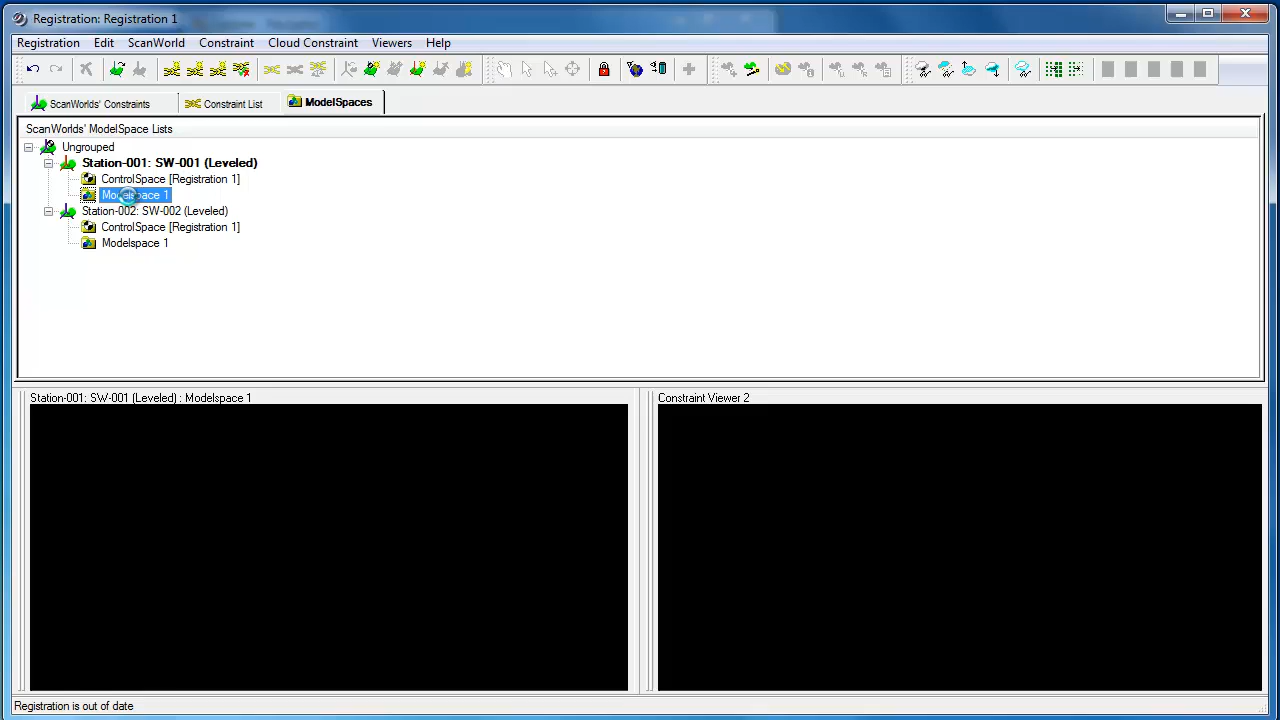 Registration: Registration 1
Registration Edit ScanWorld Constraint Cloud Constraint Viewers Help
ScanWorlds' Constraints Constraint List ModelSpaces
ScanWorlds' ModelSpace Lists
Ungrouped
Station-001: SW-001 (Leveled)
ControlSpace [Registration 1]
Modelspace 1
Station-002: SW-002 (Leveled)
ControlSpace [Registration 1]
Modelspace 1
Station-001: SW-001 (Leveled) : Modelspace 1
Constraint Viewer 2
Registration is out of date